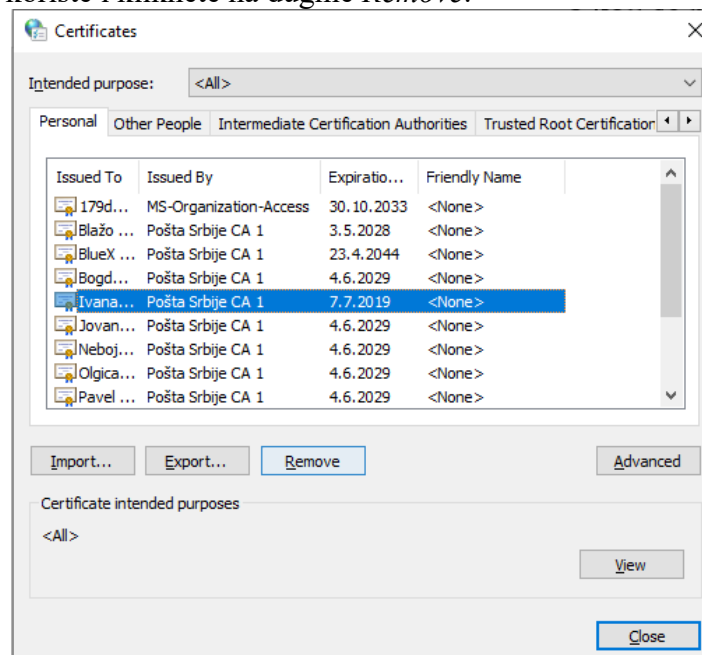 koriste i kliknete na dugme Remove.
Certificates
Intended purpose: <All>
Personal Other People Intermediate Certification Authorities Trusted Root Certification
Issued To Issued By Expiratio... Friendly Name
179d... MS-Organization-Access 30.10.2033 <None>
Blažo ... Pošta Srbije CA 1 3.5.2028 <None>
BlueX ... Pošta Srbije CA 1 23.4.2044 <None>
Bogd... Pošta Srbije CA 1 4.6.2029 <None>
Ivana... Pošta Srbije CA 1 7.7.2019 <None>
Jovan... Pošta Srbije CA 1 4.6.2029 <None>
Neboj... Pošta Srbije CA 1 4.6.2029 <None>
Olgica... Pošta Srbije CA 1 4.6.2029 <None>
Pavel ... Pošta Srbije CA 1 4.6.2029 <None>
Import... Export... Remove Advanced
Certificate intended purposes
<All>
View
Close